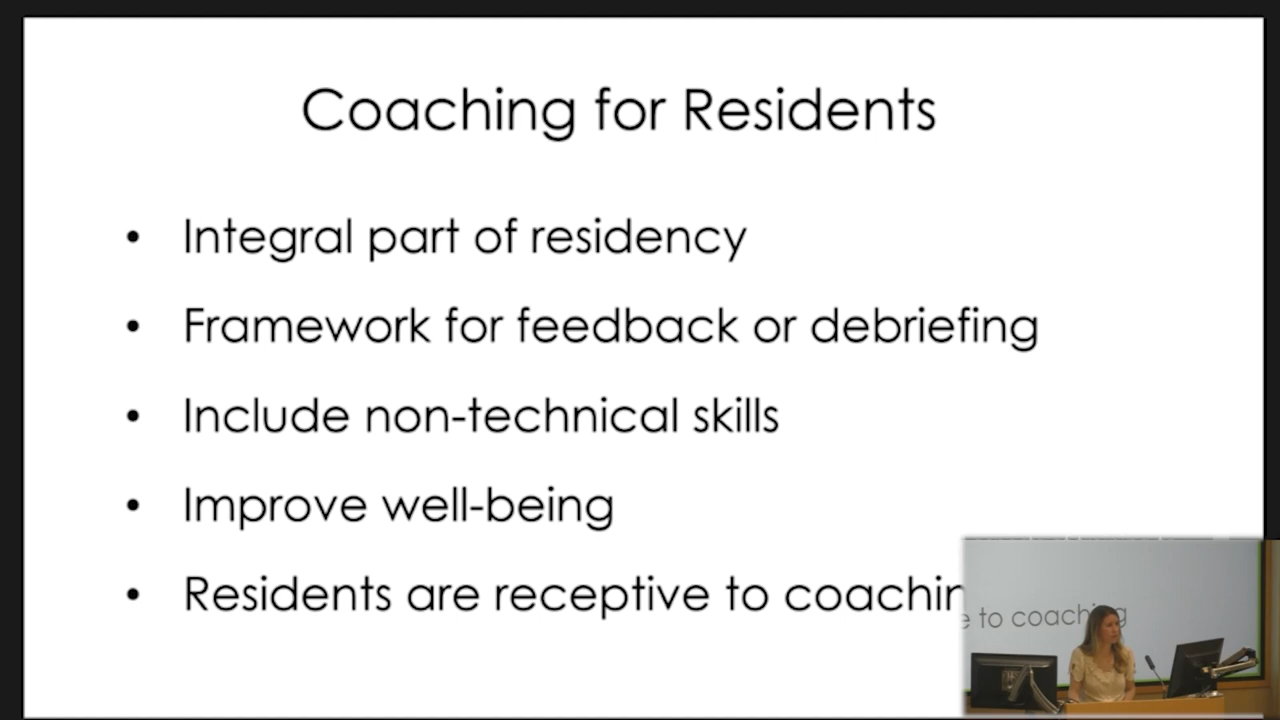 Coaching for Residents
• Integral part of residency
• Framework for feedback or debriefing
• Include non-technical skills
• Improve well-being
• Residents are receptive to coachin
e to coaching